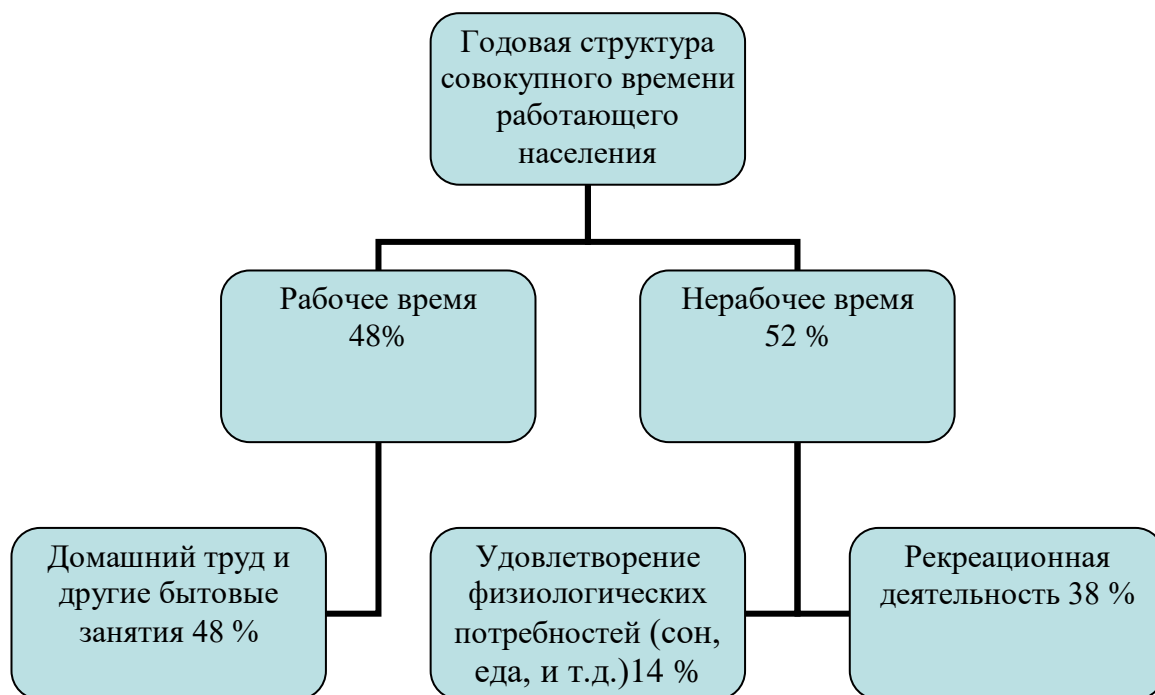 Годовая структура
совокупного времени
работающего
населения
Рабочее время
48%
Нерабочее время
52 %
Домашний труд и
другие бытовые
занятия 48 %
Удовлетворение
физиологических
потребностей (сон,
еда, и т.д.)14 %
Рекреационная
деятельность 38 %